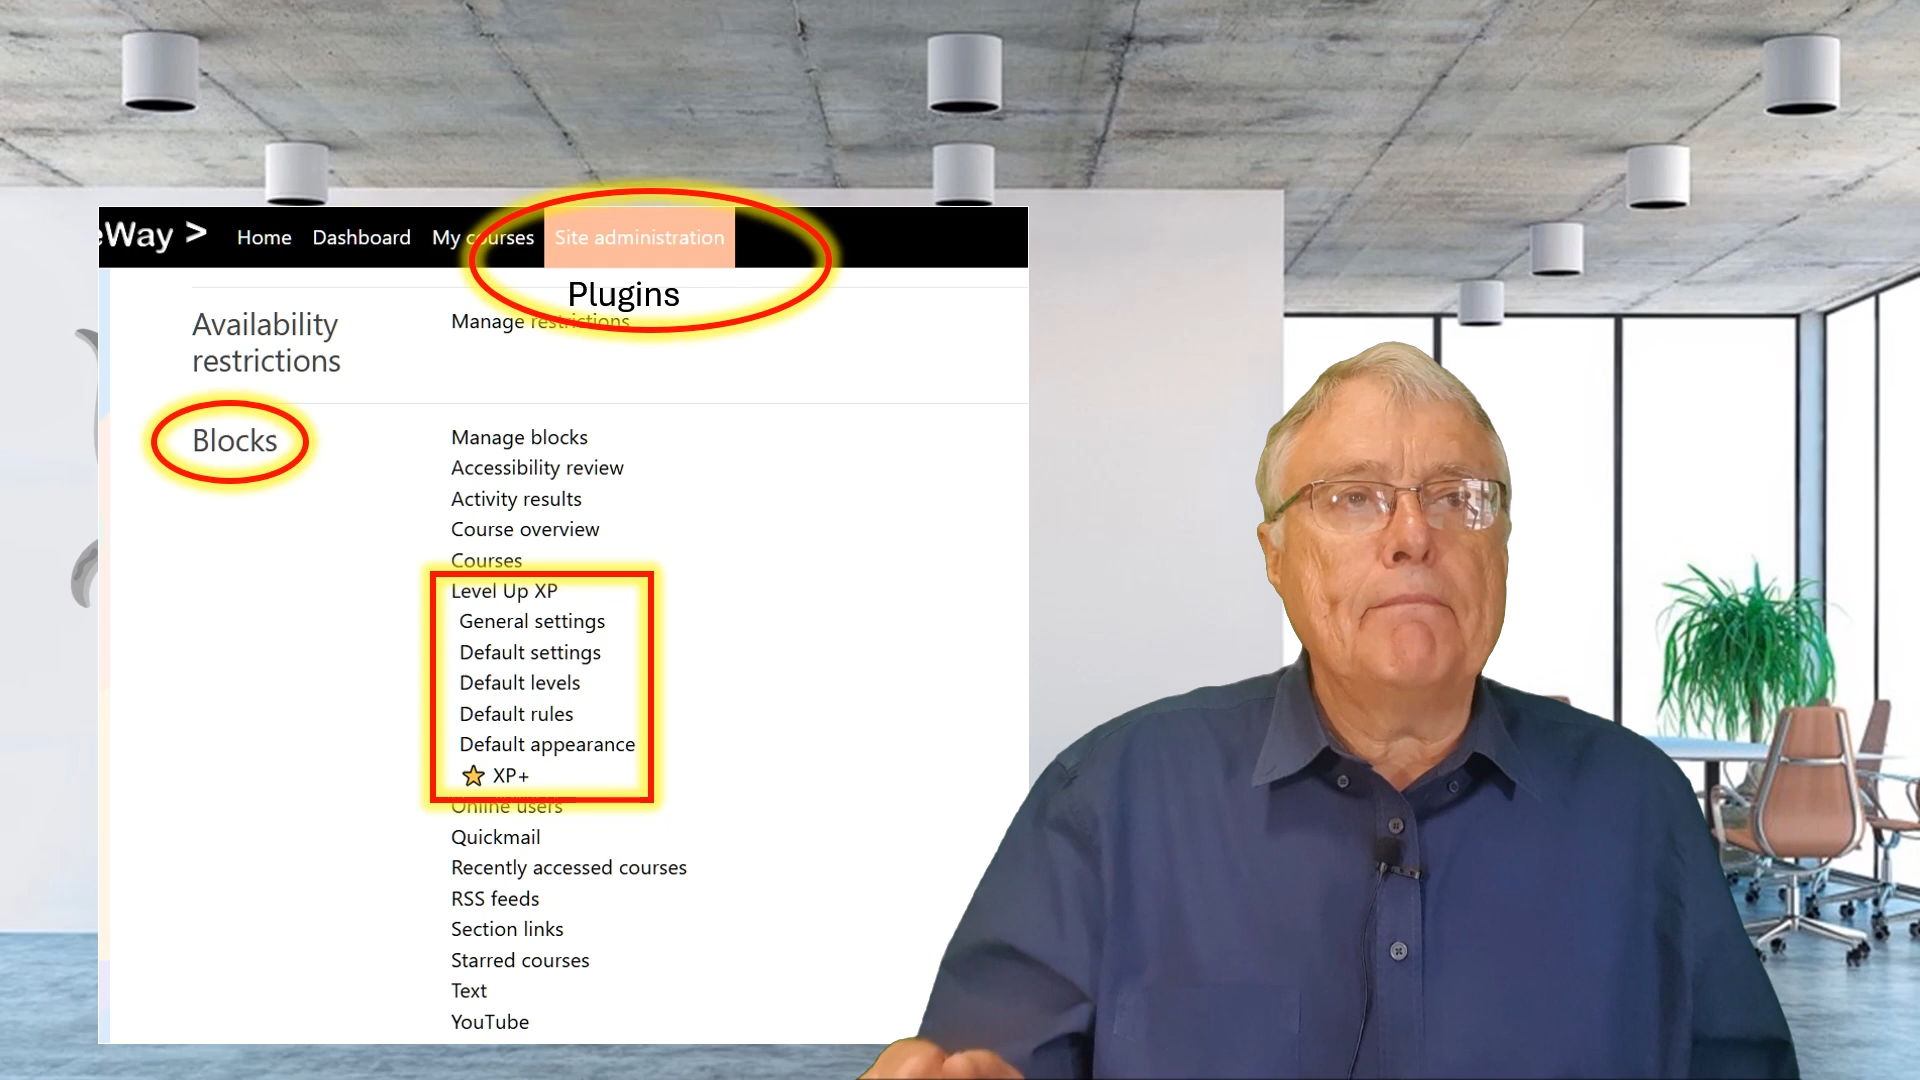 eWay > Home Dashboard My courses Site administration
Plugins
Availability
restrictions
Manage restrictions
Blocks
Manage blocks
Accessibility review
Activity results
Course overview
Courses
Level Up XP
General settings
Default settings
Default levels
Default rules
Default appearance
XP+
Online users
Quickmail
Recently accessed courses
RSS feeds
Section links
Starred courses
Text
YouTube